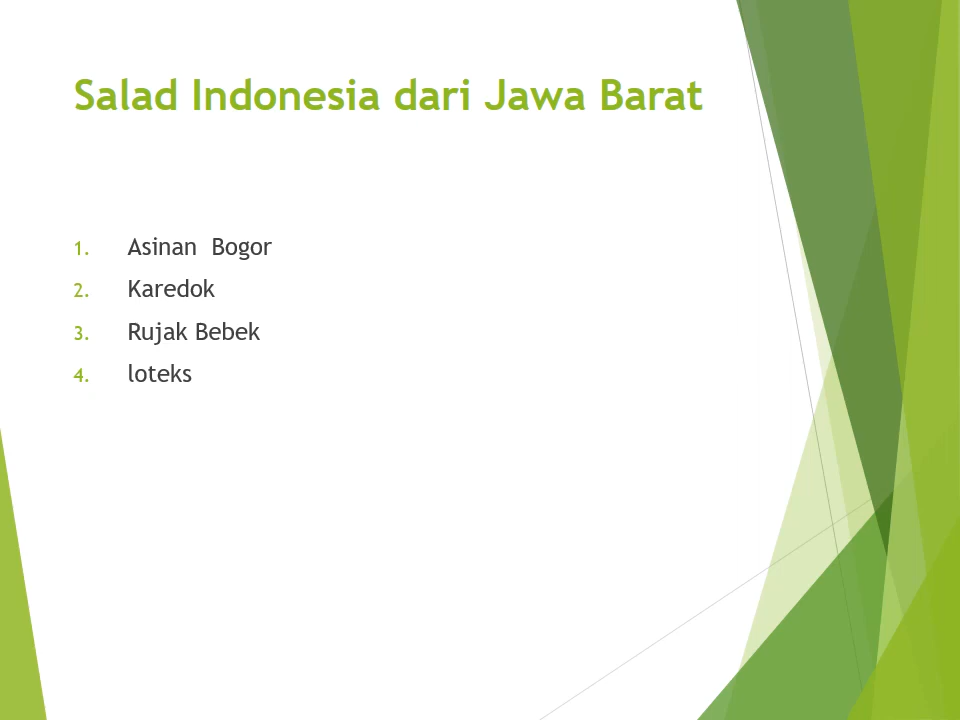 Salad Indonesia dari Jawa Barat
1. Asinan  Bogor
2. Karedok
3. Rujak Bebek
4. loteks